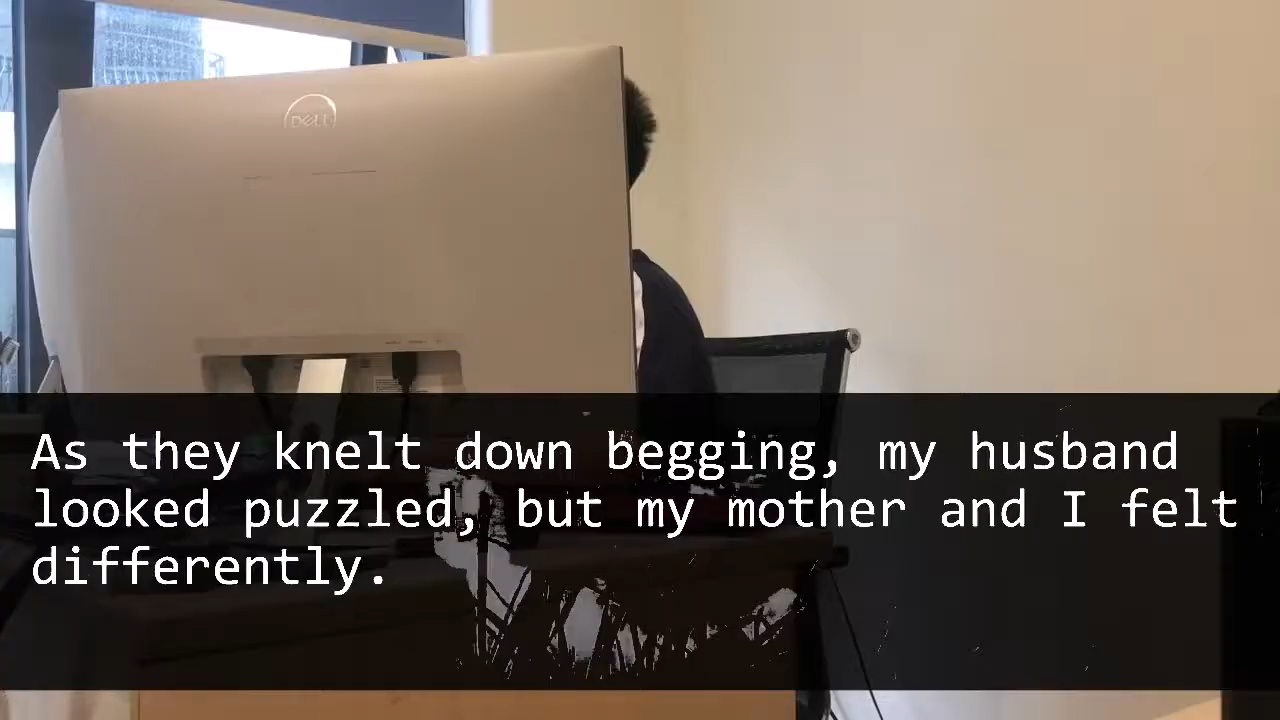 DELL
As they knelt down begging, my husband
looked puzzled, but my mother and I felt
differently.